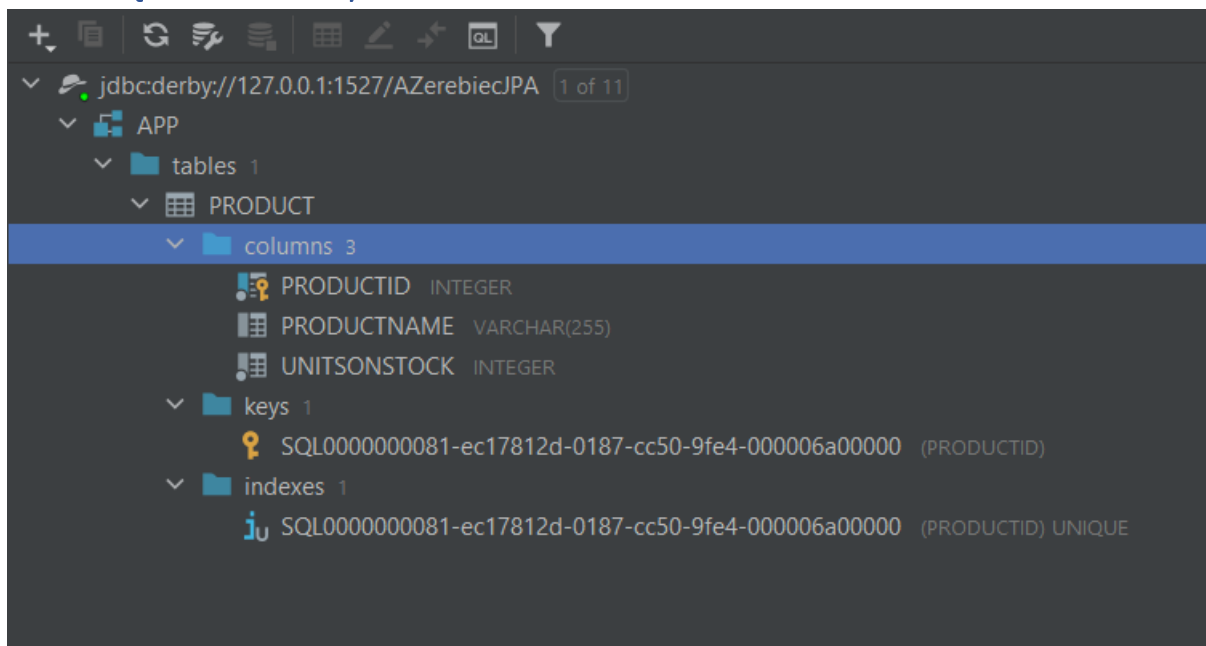 QL
jdbc:derby://127.0.0.1:1527/AZerebiecJPA 1 of 11
APP
tables 1
PRODUCT
columns 3
PRODUCTID INTEGER
PRODUCTNAME VARCHAR(255)
UNITSONSTOCK INTEGER
keys 1
SQL0000000081-ec17812d-0187-cc50-9fe4-000006a00000 (PRODUCTID)
indexes 1
SQL0000000081-ec17812d-0187-cc50-9fe4-000006a00000 (PRODUCTID) UNIQUE